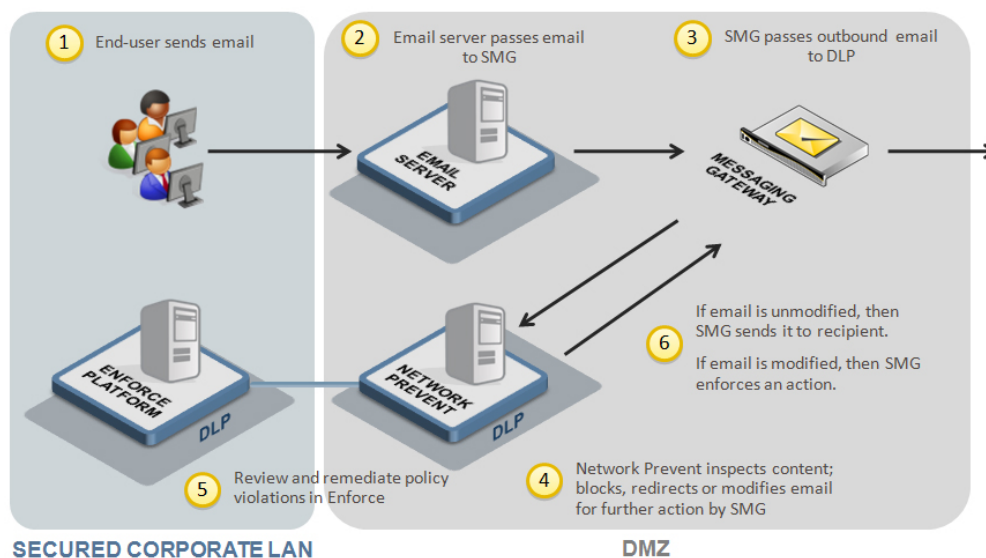 1
End-user sends email
2
Email server passes email
to SMG
3
SMG passes outbound email
to DLP
EMAIL
SERVER
MESSAGING
GATEWAY
ENFORCE
PLATFORM
DLP
NETWORK
PREVENT
DLP
6
If email is unmodified, then
SMG sends it to recipient.
If email is modified, then SMG
enforces an action.
5
Review and remediate policy
violations in Enforce
4
Network Prevent inspects content;
blocks, redirects or modifies email
for further action by SMG
SECURED CORPORATE LAN
DMZ